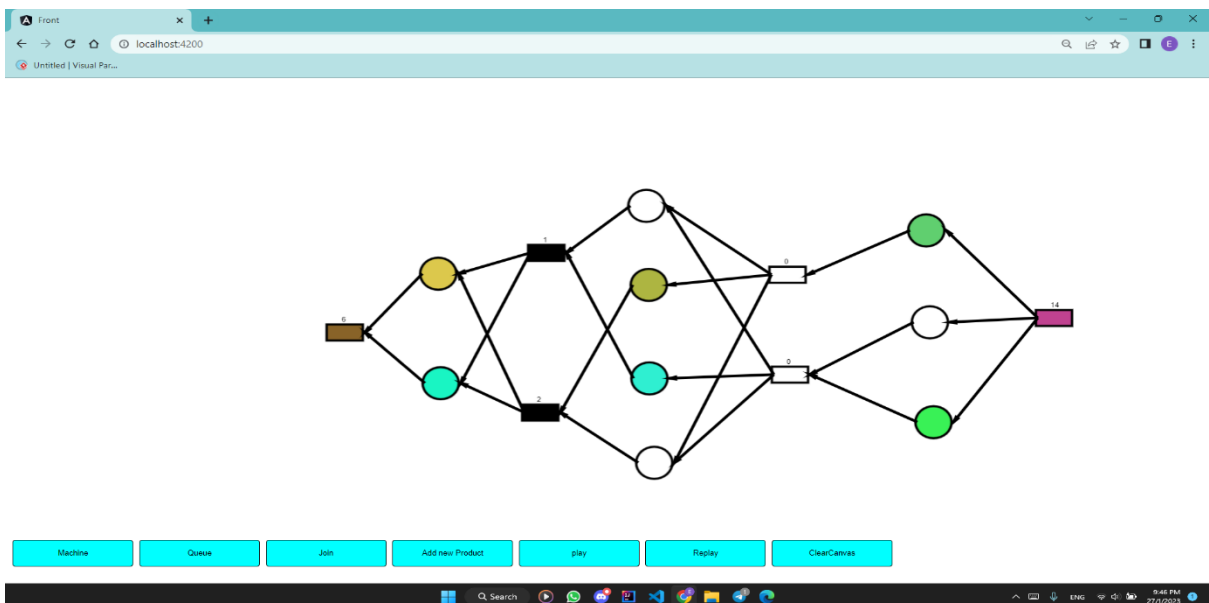 Front
localhost:4200
E
Untitled | Visual Par...
1
0
14
6
0
2
Machine
Queue
Join
Add new Product
play
Replay
ClearCanvas
Search
ENG
9:46 PM
27/1/2023